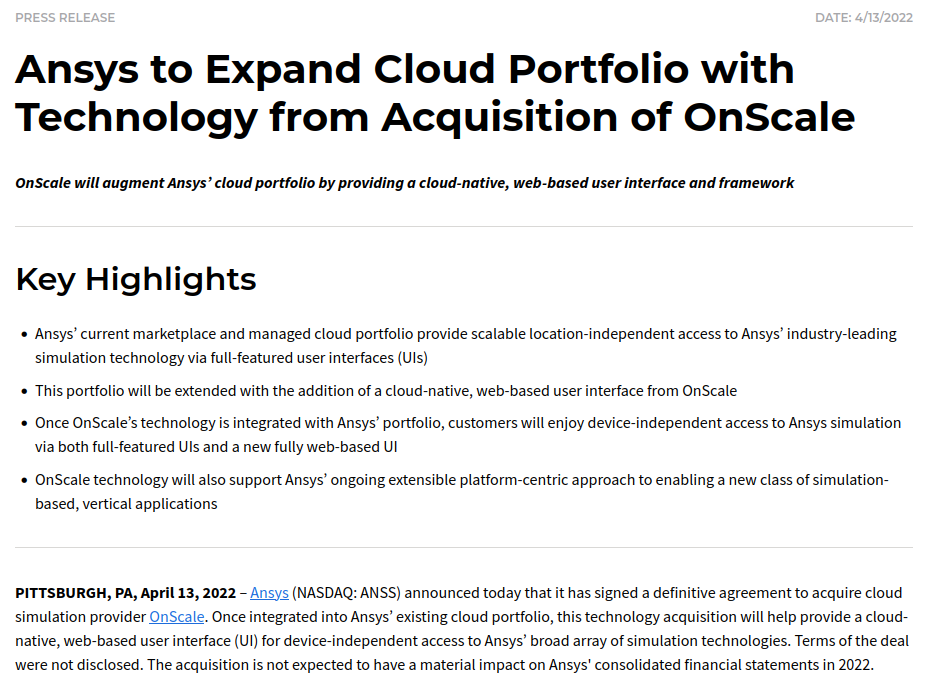 PRESS RELEASE
DATE: 4/13/2022
Ansys to Expand Cloud Portfolio with
Technology from Acquisition of OnScale
OnScale will augment Ansys’ cloud portfolio by providing a cloud-native, web-based user interface and framework
Key Highlights
• Ansys’ current marketplace and managed cloud portfolio provide scalable location-independent access to Ansys’ industry-leading
simulation technology via full-featured user interfaces (UIs)
• This portfolio will be extended with the addition of a cloud-native, web-based user interface from OnScale
• Once OnScale’s technology is integrated with Ansys’ portfolio, customers will enjoy device-independent access to Ansys simulation
via both full-featured UIs and a new fully web-based UI
• OnScale technology will also support Ansys’ ongoing extensible platform-centric approach to enabling a new class of simulation-
based, vertical applications
PITTSBURGH, PA, April 13, 2022 – Ansys (NASDAQ: ANSS) announced today that it has signed a definitive agreement to acquire cloud
simulation provider OnScale. Once integrated into Ansys’ existing cloud portfolio, this technology acquisition will help provide a cloud-
native, web-based user interface (UI) for device-independent access to Ansys’ broad array of simulation technologies. Terms of the deal
were not disclosed. The acquisition is not expected to have a material impact on Ansys' consolidated financial statements in 2022.